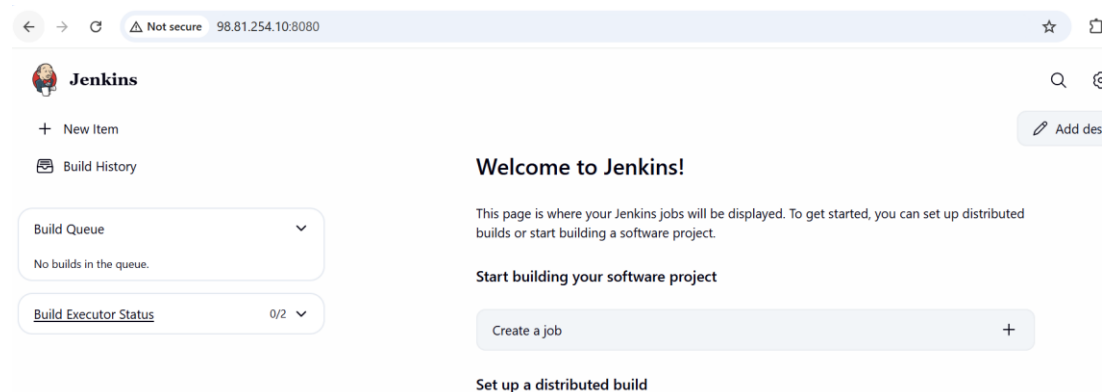 Not secure 98.81.254.10:8080
Jenkins
+ New Item
Build History
Add des
Build Queue
No builds in the queue.
Build Executor Status 0/2
Welcome to Jenkins!
This page is where your Jenkins jobs will be displayed. To get started, you can set up distributed
builds or start building a software project.
Start building your software project
Create a job +
Set up a distributed build